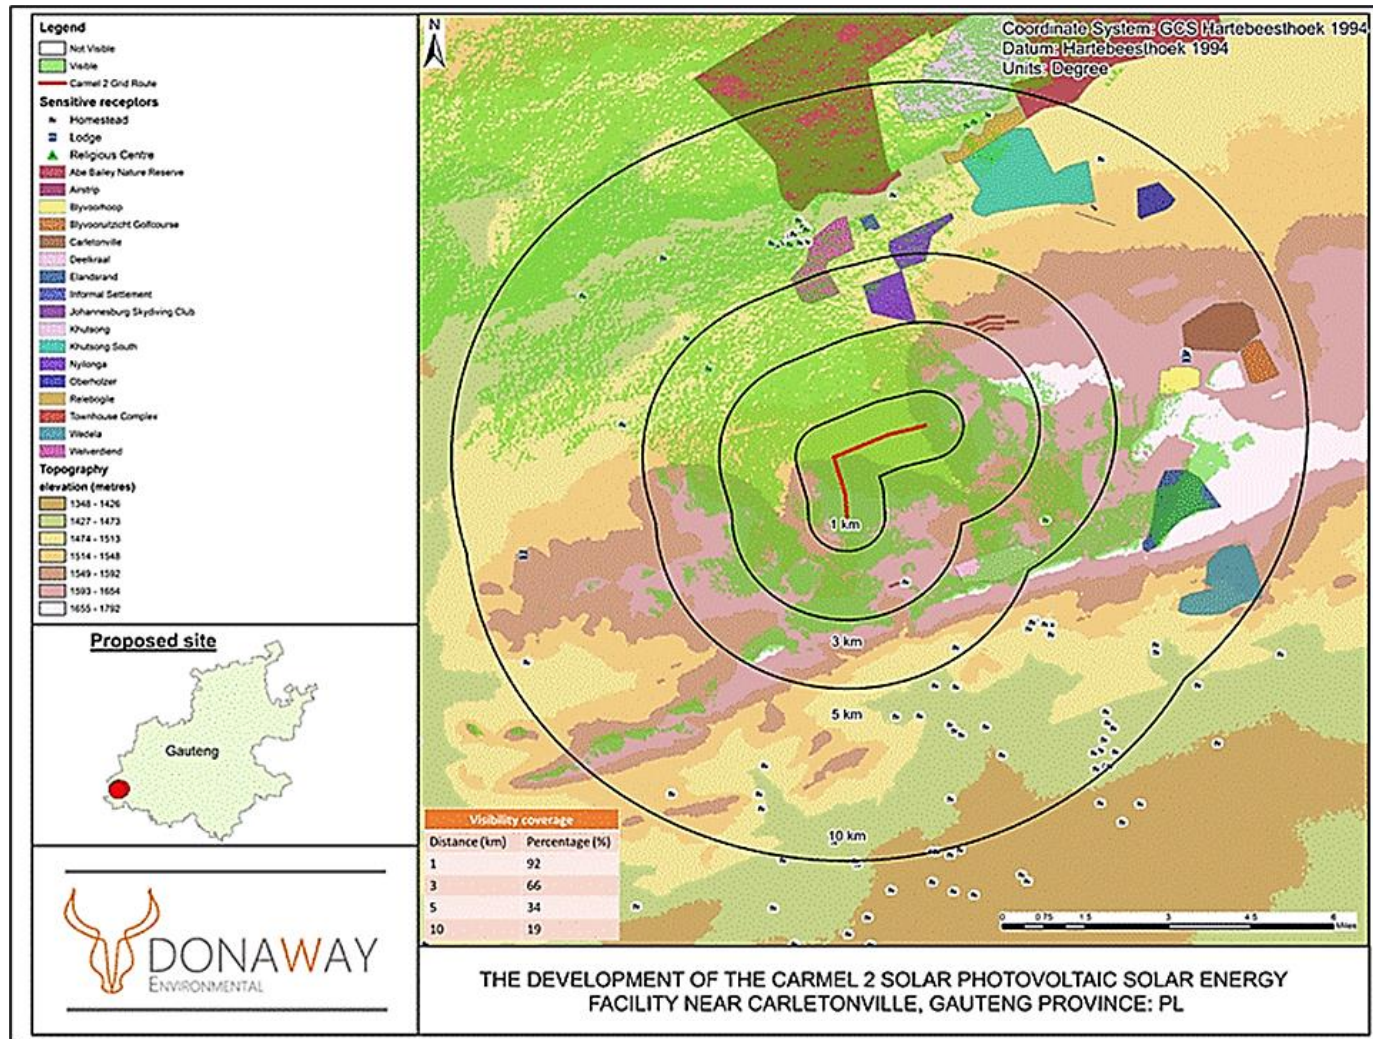 Legend
Not Visible
Visible
Carmel 2 Grid Route
Sensitive receptors
Homestead
Lodge
Religious Centre
Abe Bailey Nature Reserve
Airstrip
Blyvoorhoop
Blyvooruitzicht Golfcourse
Carletonville
Deelkraal
Elandsrand
Informal Settlement
Johannesburg Skydiving Club
Khutsong
Khutsong South
Nyilonga
Oberholzer
Relebogile
Townhouse Complex
Wedela
Welverdiend
Topography
elevation (metres)
1348 - 1426
1427 - 1473
1474 - 1513
1514 - 1548
1549 - 1592
1593 - 1654
1655 - 1792
Proposed site
Gauteng
DONAWAY
ENVIRONMENTAL
N
Coordinate System: GCS Hartebeesthoek 1994
Datum: Hartebeesthoek 1994
Units: Degree
1 km
3 km
5 km
10 km
Visibility coverage
Distance (km) Percentage (%)
1 92
3 66
5 34
10 19
0 0.75 1.5 3 4.5 6
Miles
THE DEVELOPMENT OF THE CARMEL 2 SOLAR PHOTOVOLTAIC SOLAR ENERGY
FACILITY NEAR CARLETONVILLE, GAUTENG PROVINCE: PL